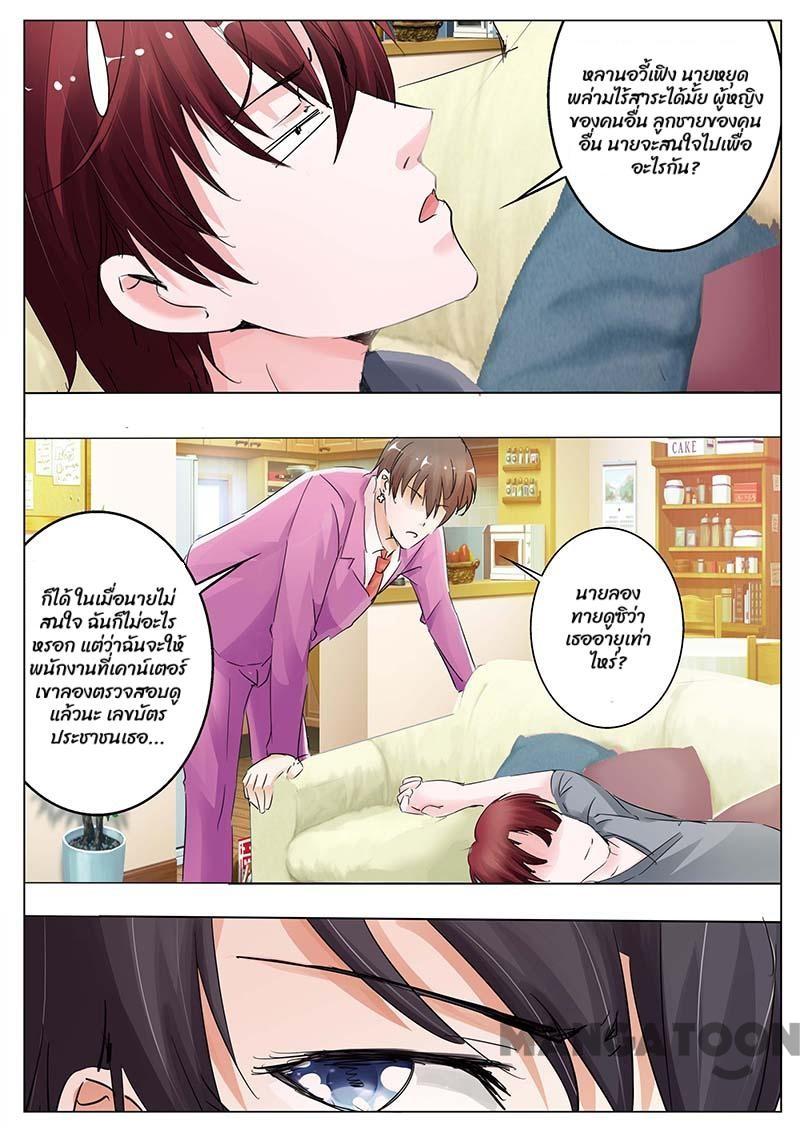 หลานอวี้เฟิง นายหยุด
พล่ามไร้สาระได้มั้ย ผู้หญิง
ของคนอื่น ลูกชายของคน
อื่น นายจะสนใจไปเพื่อ
อะไรกัน?
CAKE
ก็ได้ ในเมื่อนายไม่
สนใจ ฉันก็ไม่อะไร
หรอก แต่ว่าฉันจะให้
พนักงานที่เคาน์เตอร์
เขาลองตรวจสอบดู
แล้วนะ เลขบัตร
ประชาชนเธอ...
นายลอง
ทายดูซิว่า
เธออายุเท่า
ไหร่?
MANGATOON